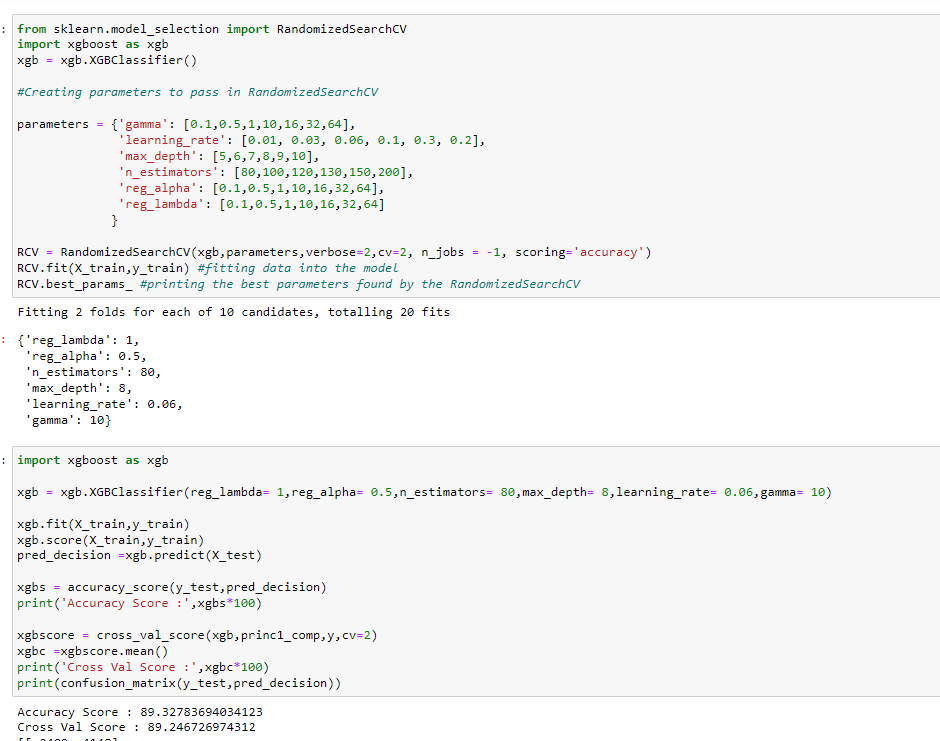 : from sklearn.model_selection import RandomizedSearchCV
import xgboost as xgb
xgb = xgb.XGBClassifier()
#Creating parameters to pass in RandomizedSearchCV
parameters = {'gamma': [0.1,0.5,1,10,16,32,64],
'learning_rate': [0.01, 0.03, 0.06, 0.1, 0.3, 0.2],
'max_depth': [5,6,7,8,9,10],
'n_estimators': [80,100,120,130,150,200],
'reg_alpha': [0.1,0.5,1,10,16,32,64],
'reg_lambda': [0.1,0.5,1,10,16,32,64]
}
RCV = RandomizedSearchCV(xgb,parameters,verbose=2,cv=2, n_jobs = -1, scoring='accuracy')
RCV.fit(X_train,y_train) #fitting data into the model
RCV.best_params_ #printing the best parameters found by the RandomizedSearchCV
Fitting 2 folds for each of 10 candidates, totalling 20 fits
: {'reg_lambda': 1,
'reg_alpha': 0.5,
'n_estimators': 80,
'max_depth': 8,
'learning_rate': 0.06,
'gamma': 10}
: import xgboost as xgb
xgb = xgb.XGBClassifier(reg_lambda= 1,reg_alpha= 0.5,n_estimators= 80,max_depth= 8,learning_rate= 0.06,gamma= 10)
xgb.fit(X_train,y_train)
xgb.score(X_train,y_train)
pred_decision =xgb.predict(X_test)
xgbs = accuracy_score(y_test,pred_decision)
print('Accuracy Score :',xgbs*100)
xgbscore = cross_val_score(xgb,princ1_comp,y,cv=2)
xgbc =xgbscore.mean()
print('Cross Val Score :',xgbc*100)
print(confusion_matrix(y_test,pred_decision))
Accuracy Score : 89.32783694034123
Cross Val Score : 89.246726974312